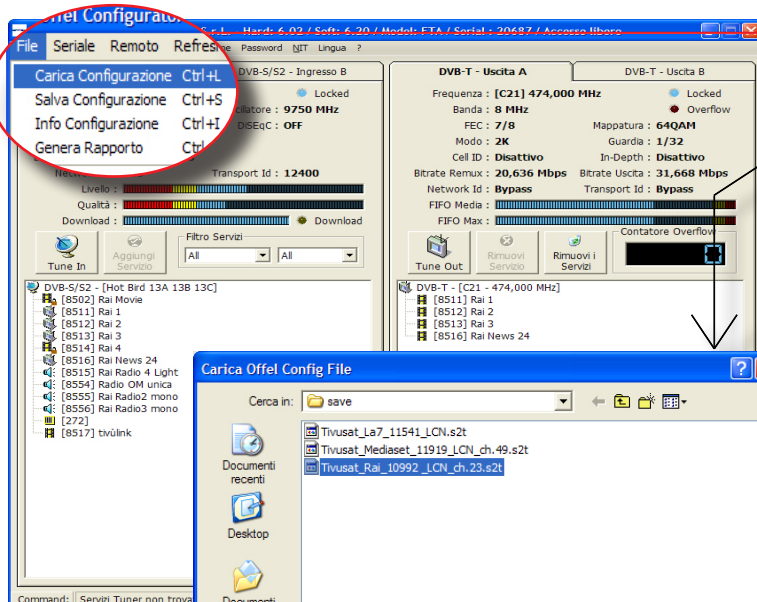 Offel Configurato
S.r.l. - Hard: 6.02 / Soft: 6.20 / Model: FTA / Serial : 20687 / Accesso libero
File Seriale Remoto Refresh
Password NIT Lingua ?
Carica Configurazione Ctrl+L
Salva Configurazione Ctrl+S
Info Configurazione Ctrl+I
Genera Rapporto Ctrl
DVB-S/S2 - Ingresso B
Locked
9750 MHz
DiSEqC : OFF
Transport Id : 12400
Livello :
Qualità :
Download :
Download
Tune In
Aggiungi Servizio
Filtro Servizi
All
All
DVB-S/S2 - [Hot Bird 13A 13B 13C]
[8502] Rai Movie
[8511] Rai 1
[8512] Rai 2
[8513] Rai 3
[8514] Rai 4
[8516] Rai News 24
[8515] Rai Radio 4 Light
[8554] Radio OM unica
[8555] Rai Radio2 mono
[8556] Rai Radio3 mono
[272]
[8517] tivùlink
Command: Servizi Tuner non trova
DVB-T - Uscita A
DVB-T - Uscita B
Frequenza : [C21] 474,000 MHz
Locked
Banda : 8 MHz
Overflow
FEC : 7/8
Mappatura : 64QAM
Modo : 2K
Guardia : 1/32
Cell ID : Disattivo
In-Depth : Disattivo
Bitrate Remux : 20,636 Mbps
Bitrate Uscita : 31,668 Mbps
Network Id : Bypass
Transport Id : Bypass
FIFO Media :
FIFO Max :
Tune Out
Rimuovi Servizio
Rimuovi i Servizi
Contatore Overflow
DVB-T - [C21 - 474,000 MHz]
[8511] Rai 1
[8512] Rai 2
[8513] Rai 3
[8516] Rai News 24
Carica Offel Config File
?
Cerca in: save
Documenti recenti
Desktop
Documenti
Tivusat_La7_11541_LCN.s2t
Tivusat_Mediaset_11919_LCN_ch.49.s2t
Tivusat_Rai_10992 _LCN_ch.23.s2t